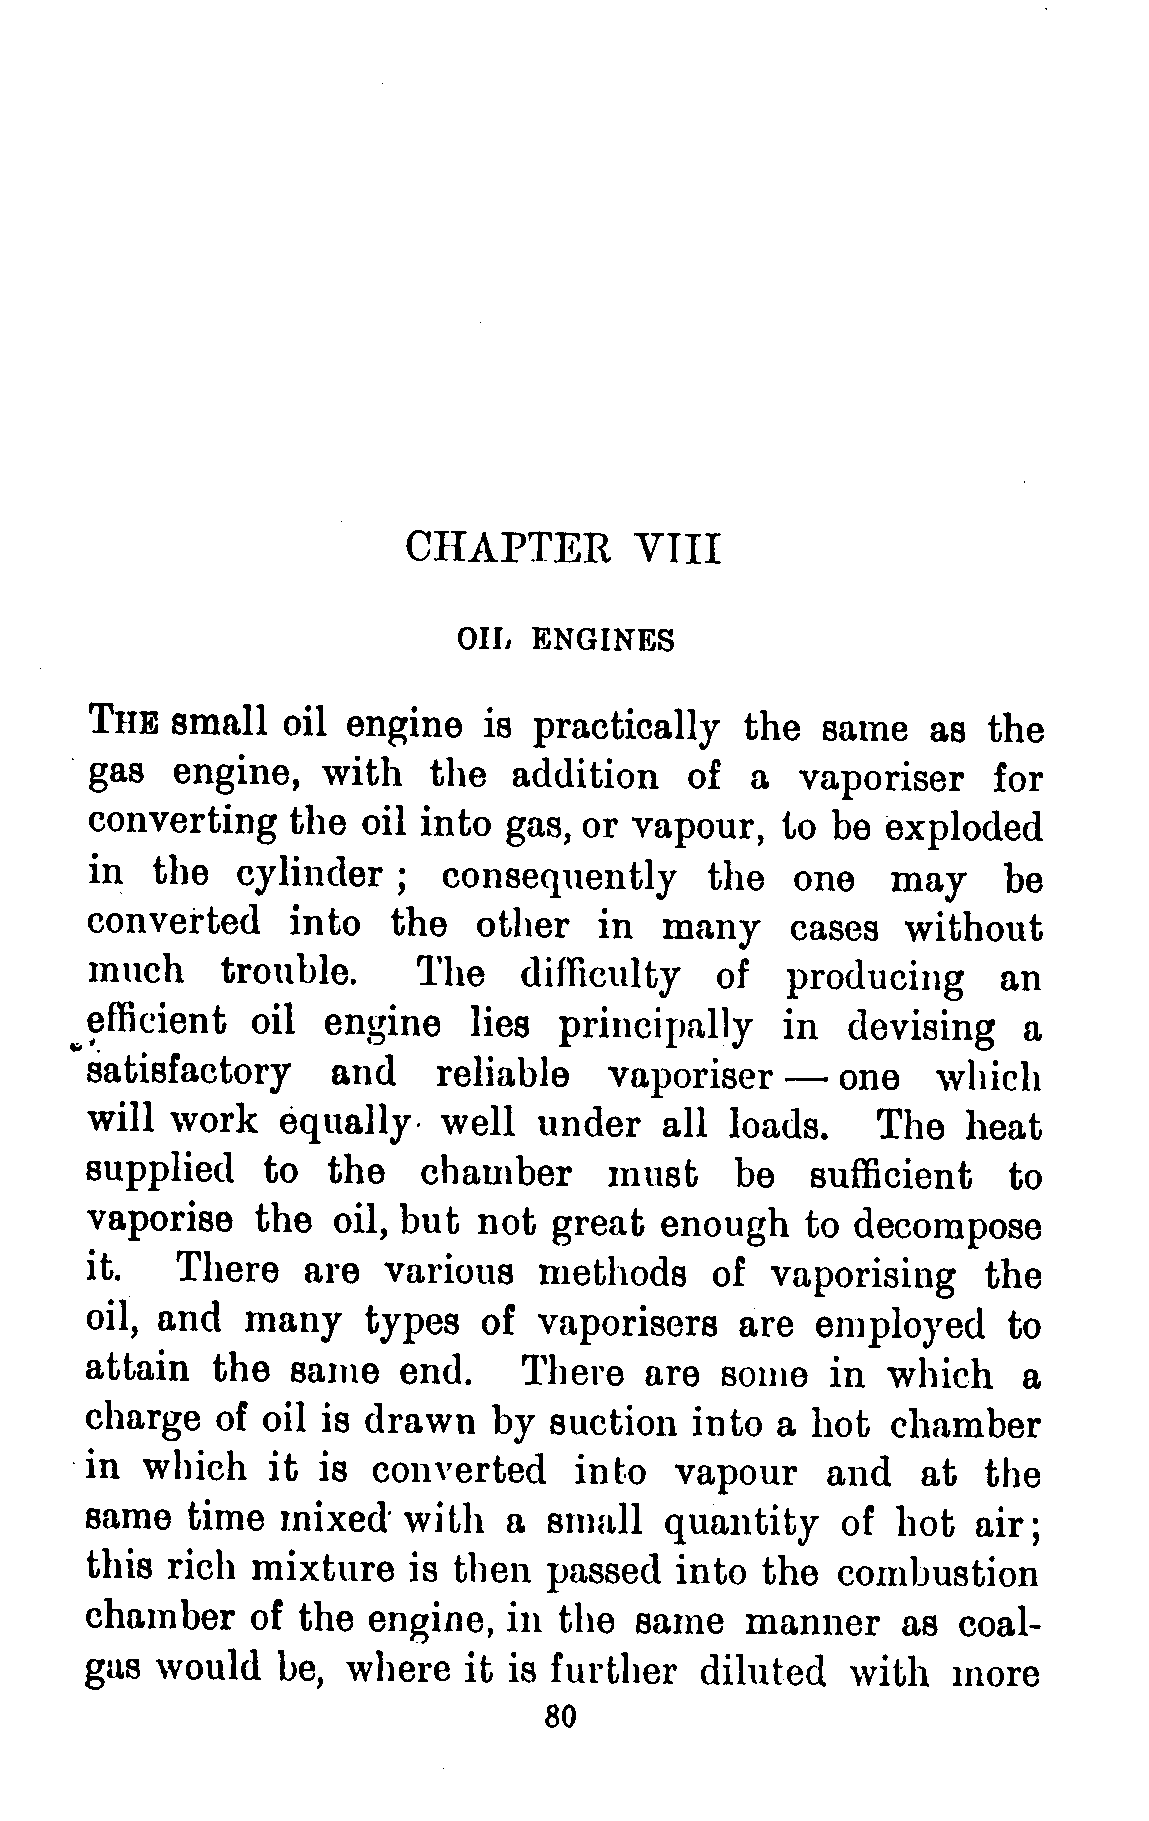 CHAPTER VIII
OIL ENGINES
THE small oil engine is practically the same as the
gas engine, with the addition of a vaporiser for
converting the oil into gas, or vapour, to be exploded
in the cylinder ; consequently the one may be
converted into the other in many cases without
much trouble. The difficulty of producing an
efficient oil engine lies principally in devising a
satisfactory and reliable vaporiser — one which
will work equally well under all loads. The heat
supplied to the chamber must be sufficient to
vaporise the oil, but not great enough to decompose
it. There are various methods of vaporising the
oil, and many types of vaporisers are employed to
attain the same end. There are some in which a
charge of oil is drawn by suction into a hot chamber
in which it is converted into vapour and at the
same time mixed with a small quantity of hot air;
this rich mixture is then passed into the combustion
chamber of the engine, in the same manner as coal-
gas would be, where it is further diluted with more
80